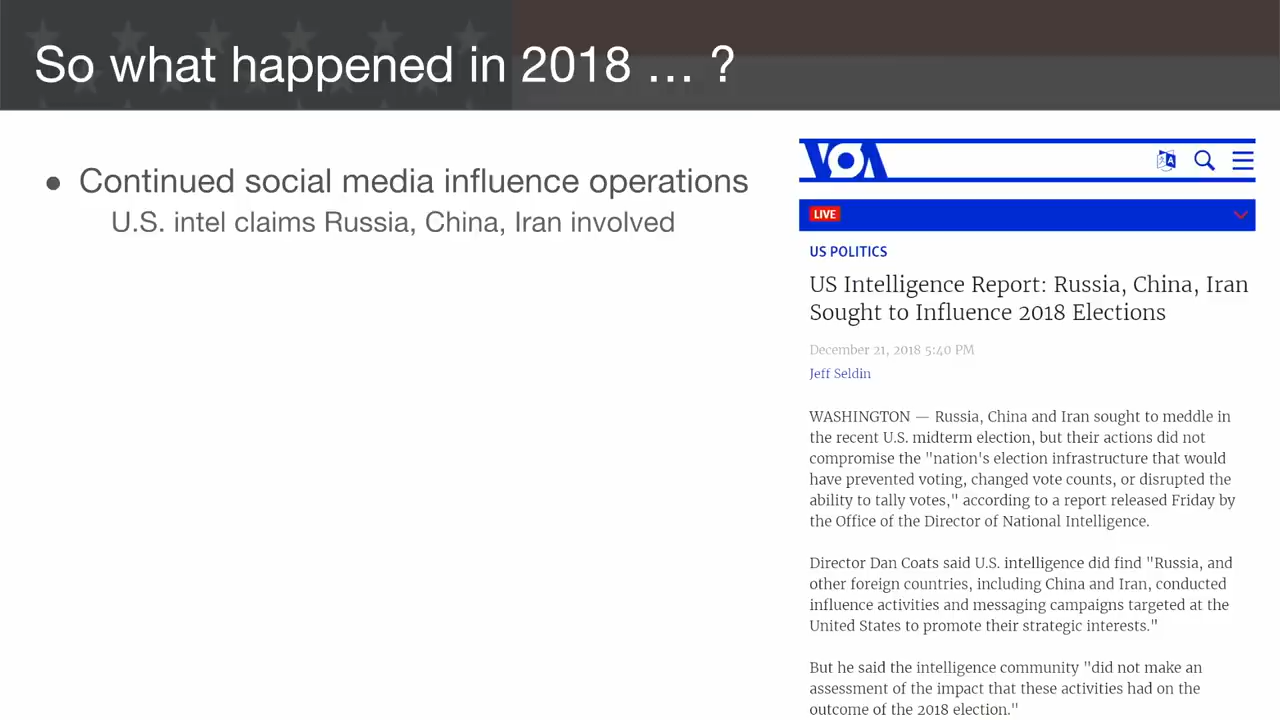 So what happened in 2018 … ?
● Continued social media influence operations
U.S. intel claims Russia, China, Iran involved
VOA
LIVE
US POLITICS
US Intelligence Report: Russia, China, Iran
Sought to Influence 2018 Elections
December 21, 2018 5:40 PM
Jeff Seldin
WASHINGTON — Russia, China and Iran sought to meddle in
the recent U.S. midterm election, but their actions did not
compromise the "nation's election infrastructure that would
have prevented voting, changed vote counts, or disrupted the
ability to tally votes," according to a report released Friday by
the Office of the Director of National Intelligence.
Director Dan Coats said U.S. intelligence did find "Russia, and
other foreign countries, including China and Iran, conducted
influence activities and messaging campaigns targeted at the
United States to promote their strategic interests."
But he said the intelligence community "did not make an
assessment of the impact that these activities had on the
outcome of the 2018 election."